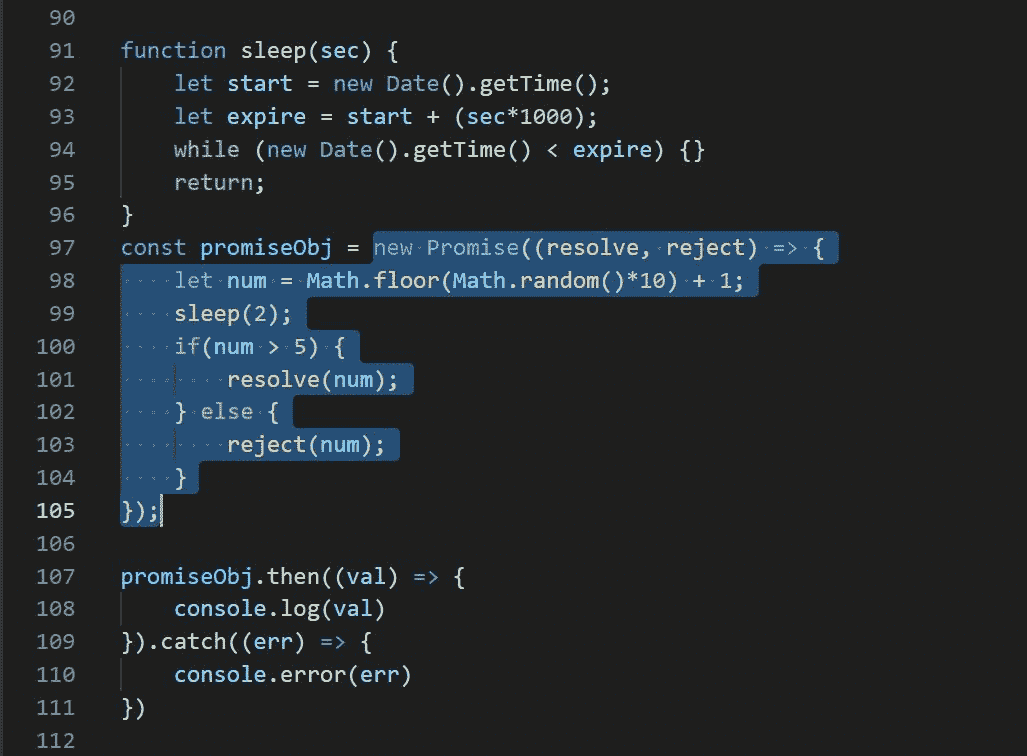 90
91 function sleep(sec) {
92     let start = new Date().getTime();
93     let expire = start + (sec*1000);
94     while (new Date().getTime() < expire) {}
95     return;
96 }
97 const promiseObj = new Promise((resolve, reject) => {
98     let num = Math.floor(Math.random()*10) + 1;
99     sleep(2);
100     if(num > 5) {
101         resolve(num);
102     } else {
103         reject(num);
104     }
105 });
106
107 promiseObj.then((val) => {
108     console.log(val)
109 }).catch((err) => {
110     console.error(err)
111 })
112